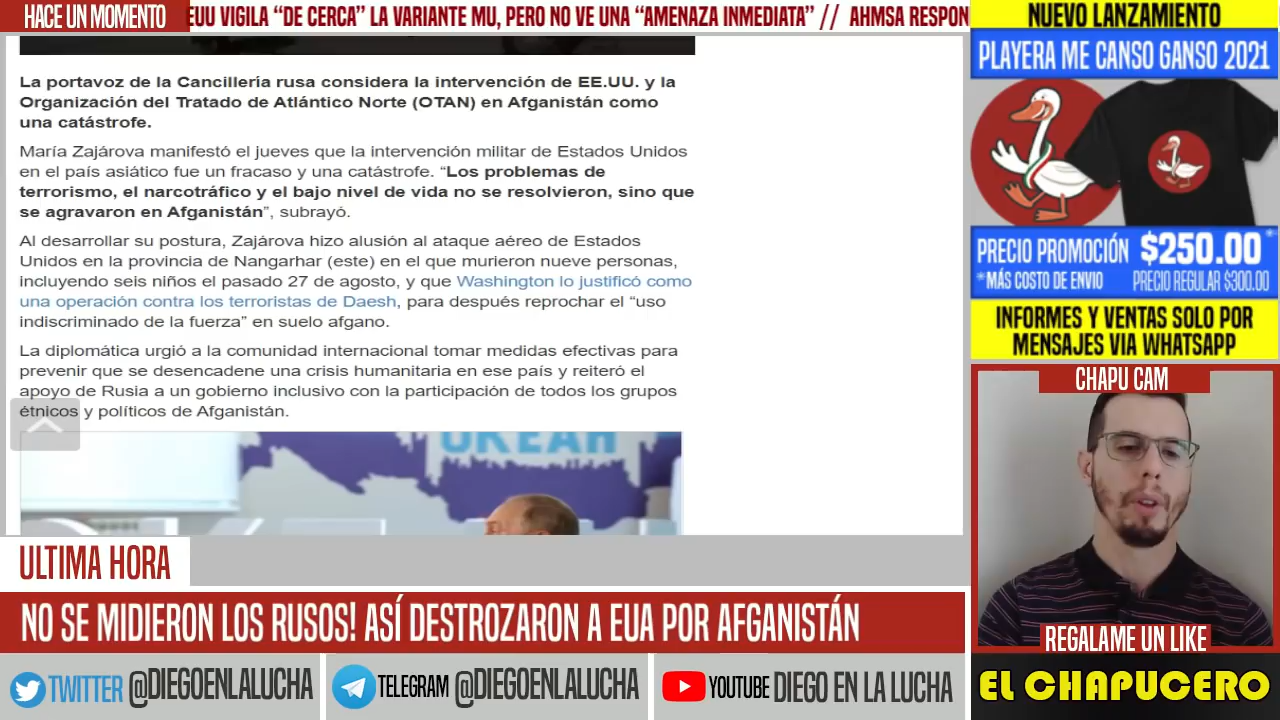 HACE UN MOMENTO
EUU VIGILA “DE CERCA” LA VARIANTE MU, PERO NO VE UNA “AMENAZA INMEDIATA” // AHMSA RESPON
La portavoz de la Cancillería rusa considera la intervención de EE.UU. y la
Organización del Tratado de Atlántico Norte (OTAN) en Afganistán como
una catástrofe.
María Zajárova manifestó el jueves que la intervención militar de Estados Unidos
en el país asiático fue un fracaso y una catástrofe. “Los problemas de
terrorismo, el narcotráfico y el bajo nivel de vida no se resolvieron, sino que
se agravaron en Afganistán”, subrayó.
Al desarrollar su postura, Zajárova hizo alusión al ataque aéreo de Estados
Unidos en la provincia de Nangarhar (este) en el que murieron nueve personas,
incluyendo seis niños el pasado 27 de agosto, y que Washington lo justificó como
una operación contra los terroristas de Daesh, para después reprochar el “uso
indiscriminado de la fuerza” en suelo afgano.
La diplomática urgió a la comunidad internacional tomar medidas efectivas para
prevenir que se desencadene una crisis humanitaria en ese país y reiteró el
apoyo de Rusia a un gobierno inclusivo con la participación de todos los grupos
étnicos y políticos de Afganistán.
ULTIMA HORA
NO SE MIDIERON LOS RUSOS! ASÍ DESTROZARON A EUA POR AFGANISTÁN
TWITTER @DIEGOENLALUCHA
TELEGRAM @DIEGOENLALUCHA
YOUTUBE DIEGO EN LA LUCHA
NUEVO LANZAMIENTO
PLAYERA ME CANSO GANSO 2021
PRECIO PROMOCIÓN $250.00
*MÁS COSTO DE ENVIO PRECIO REGULAR $300.00
INFORMES Y VENTAS SOLO POR
MENSAJES VIA WHATSAPP
CHAPU CAM
REGALAME UN LIKE
EL CHAPUCERO